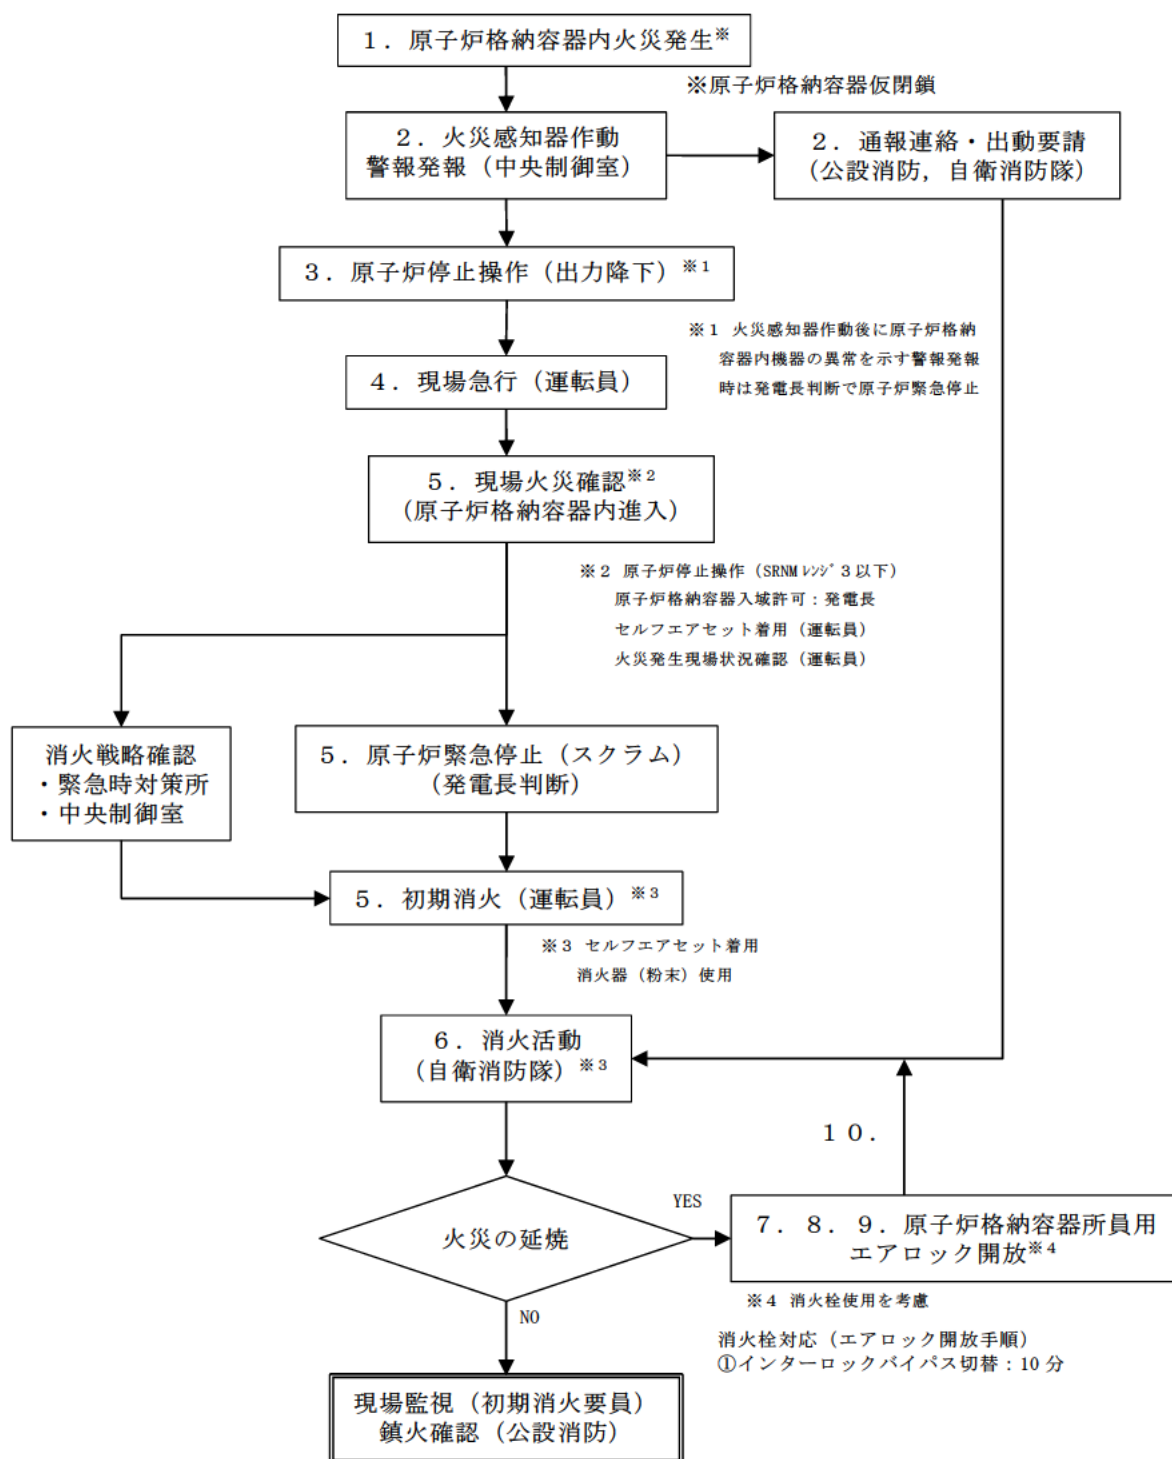 １．原子炉格納容器内火災発生※
※原子炉格納容器仮閉鎖
２．火災感知器作動
警報発報（中央制御室）
２．通報連絡・出動要請
（公設消防，自衛消防隊）
３．原子炉停止操作（出力降下）※１
※１ 火災感知器作動後に原子炉格納
容器内機器の異常を示す警報発報
時は発電長判断で原子炉緊急停止
４．現場急行（運転員）
５．現場火災確認※２
（原子炉格納容器内進入）
※２ 原子炉停止操作（SRNMﾚﾝｼﾞ３以下）
原子炉格納容器入域許可：発電長
セルフエアセット着用（運転員）
火災発生現場状況確認（運転員）
消火戦略確認
・緊急時対策所
・中央制御室
５．原子炉緊急停止（スクラム）
（発電長判断）
５．初期消火（運転員）※３
※３ セルフエアセット着用
消火器（粉末）使用
６．消火活動
（自衛消防隊）※３
１０．
火災の延焼
YES
７．８．９．原子炉格納容器所員用
エアロック開放※４
※４ 消火栓使用を考慮
NO
消火栓対応（エアロック開放手順）
①インターロックバイパス切替：10 分
現場監視（初期消火要員）
鎮火確認（公設消防）